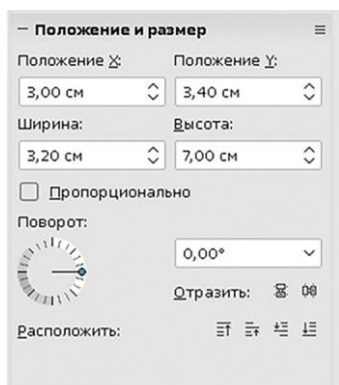 Положение и размер
Положение X: Положение Y:
3,00 см 3,40 см
Ширина: Высота:
3,20 см 7,00 см
Пропорционально
Поворот:
0,00°
Отразить:
Расположить: